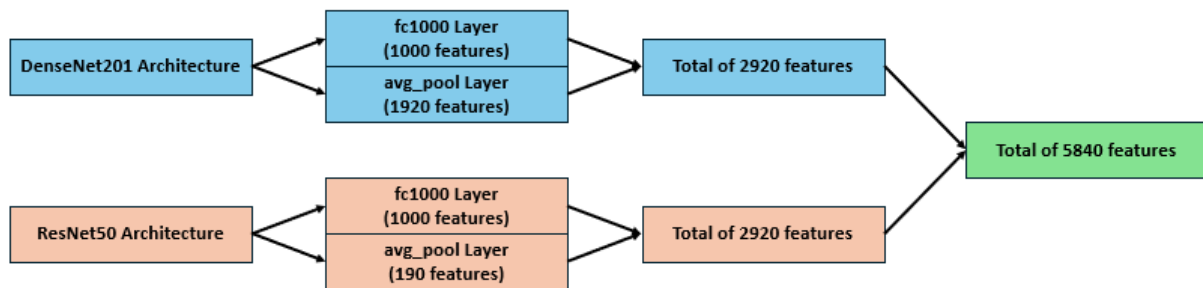 DenseNet201 Architecture
fc1000 Layer
(1000 features)
avg_pool Layer
(1920 features)
Total of 2920 features
Total of 5840 features
ResNet50 Architecture
fc1000 Layer
(1000 features)
avg_pool Layer
(190 features)
Total of 2920 features